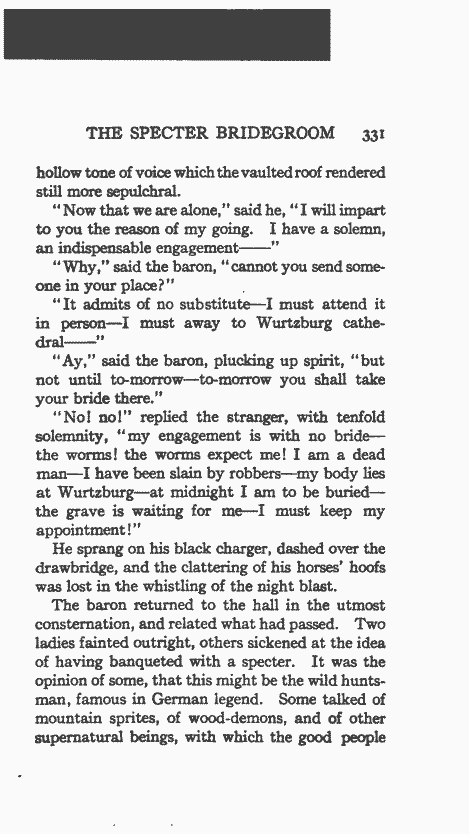 THE SPECTER BRIDEGROOM 331
hollow tone of voice which the vaulted roof rendered
still more sepulchral.
"Now that we are alone," said he, "I will impart
to you the reason of my going. I have a solemn,
an indispensable engagement——"
"Why," said the baron, "cannot you send some-
one in your place?"
"It admits of no substitute—I must attend it
in person—I must away to Wurtzburg cathe-
dral——"
"Ay," said the baron, plucking up spirit, "but
not until to-morrow—to-morrow you shall take
your bride there."
"No! no!" replied the stranger, with tenfold
solemnity, "my engagement is with no bride—
the worms! the worms expect me! I am a dead
man—I have been slain by robbers—my body lies
at Wurtzburg—at midnight I am to be buried—
the grave is waiting for me—I must keep my
appointment!"
He sprang on his black charger, dashed over the
drawbridge, and the clattering of his horses' hoofs
was lost in the whistling of the night blast.
The baron returned to the hall in the utmost
consternation, and related what had passed. Two
ladies fainted outright, others sickened at the idea
of having banqueted with a specter. It was the
opinion of some, that this might be the wild hunts-
man, famous in German legend. Some talked of
mountain sprites, of wood-demons, and of other
supernatural beings, with which the good people